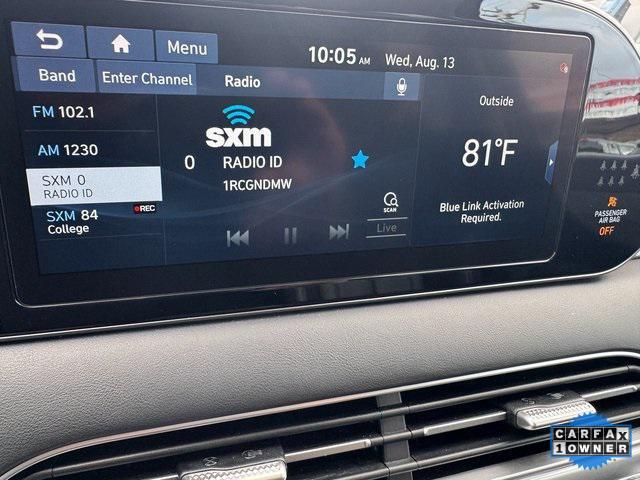 Menu
10:05 AM Wed, Aug. 13
Band
Enter Channel
Radio
FM 102.1
AM 1230
SXM 0
RADIO ID
SXM 84
REC
College
sxm
0
RADIO ID
1RCGNDMW
SCAN
Live
Outside
81°F
Blue Link Activation
Required.
PASSENGER
AIR BAG
OFF
CARFAX
1 OWNER